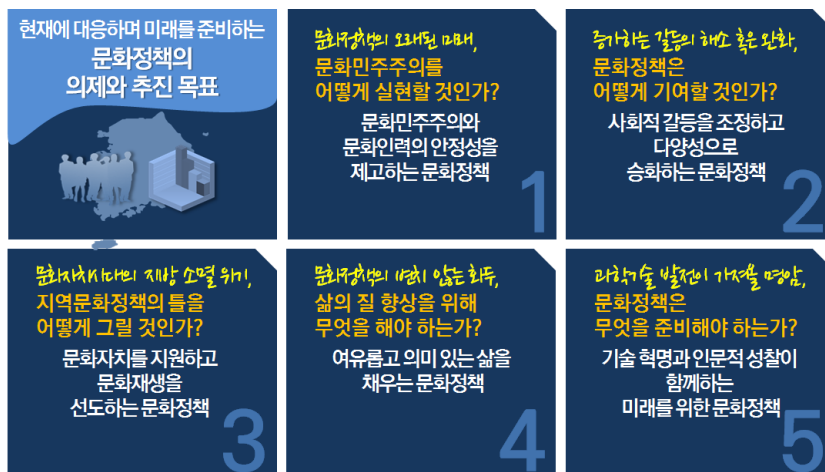 현재에 대응하며 미래를 준비하는
문화정책의
의제와 추진 목표
문화정책의 오래된 미래,
문화민주주의를
어떻게 실현할 것인가?
문화민주주의와
문화인력의 안정성을
제고하는 문화정책
1
증가하는 갈등의 해소 혹은 완화,
문화정책은
어떻게 기여할 것인가?
사회적 갈등을 조정하고
다양성으로
승화하는 문화정책
2
문화자치시대의 지방 소멸 위기,
지역문화정책의 틀을
어떻게 그릴 것인가?
문화자치를 지원하고
문화재생을
선도하는 문화정책
3
문화정책의 변치 않는 화두,
삶의 질 향상을 위해
무엇을 해야 하는가?
여유롭고 의미 있는 삶을
채우는 문화정책
4
과학기술 발전이 가져올 명암,
문화정책은
무엇을 준비해야 하는가?
기술 혁명과 인문적 성찰이
함께하는
미래를 위한 문화정책
5